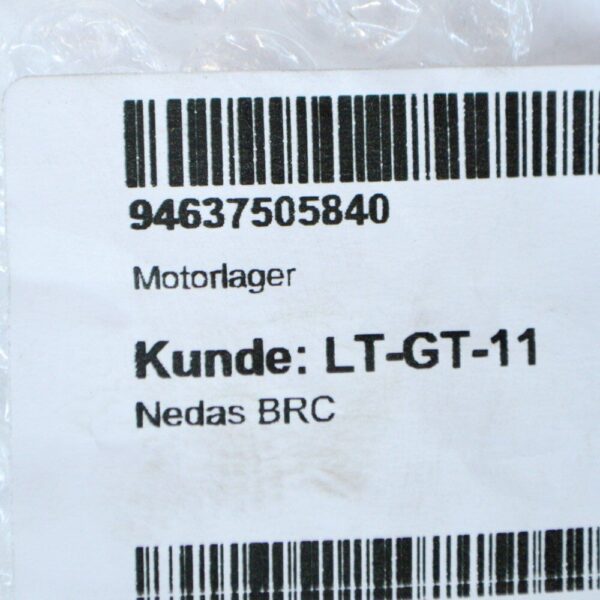 94637505840
Motorlager
Kunde: LT-GT-11
Nedas BRC